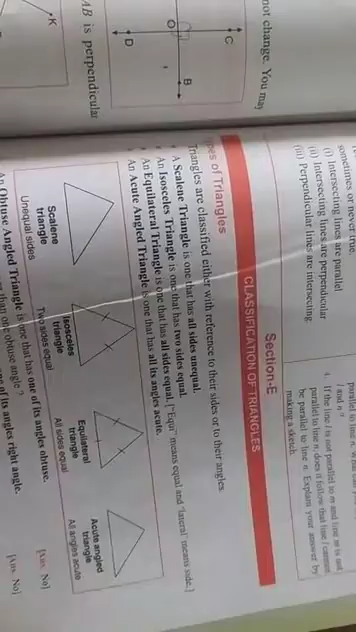 not change. You may
C
O
B
D
AB is perpendicular
K
sometimes or never true.
(i) Intersecting lines are parallel
(ii) Intersecting lines are perpendicular
(iii) Perpendicular lines are intersecting
l and n ?
4. If the line l is not parallel to m and line m is not
parallel to line n, does it follow that line l cannot
be parallel to line n. Explain your answer by
making a sketch.
Section-E
CLASSIFICATION OF TRIANGLES
of Triangles
Triangles are classified either with reference to their sides or to their angles.
A Scalene Triangle is one that has all sides unequal.
An Isosceles Triangle is one that has two sides equal.
An Equilateral Triangle is one that has all sides equal. ['Equi' means equal and 'lateral' means side.]
An Acute Angled Triangle is one that has all its angles acute.
Scalene
triangle
Unequal sides
Isosceles
triangle
Two sides equal
Equilateral
triangle
All sides equal
Acute angled
triangle
All angles acute
An Obtuse Angled Triangle is one that has one of its angles obtuse.
than one obtuse angle ?
[Ans. No]
one of its angles right angle.
[Ans. No]